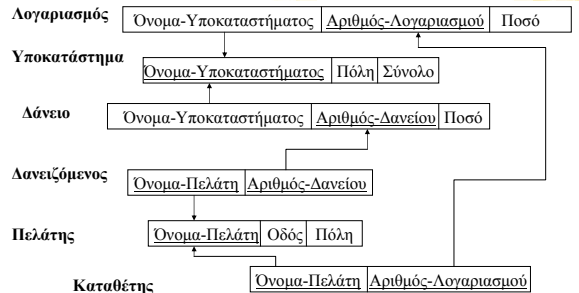 Λογαριασμός Όνομα-Υποκαταστήματος Αριθμός-Λογαριασμού Ποσό
Υποκατάστημα Όνομα-Υποκαταστήματος Πόλη Σύνολο
Δάνειο Όνομα-Υποκαταστήματος Αριθμός-Δανείου Ποσό
Δανειζόμενος Όνομα-Πελάτη Αριθμός-Δανείου
Πελάτης Όνομα-Πελάτη Οδός Πόλη
Καταθέτης Όνομα-Πελάτη Αριθμός-Λογαριασμού